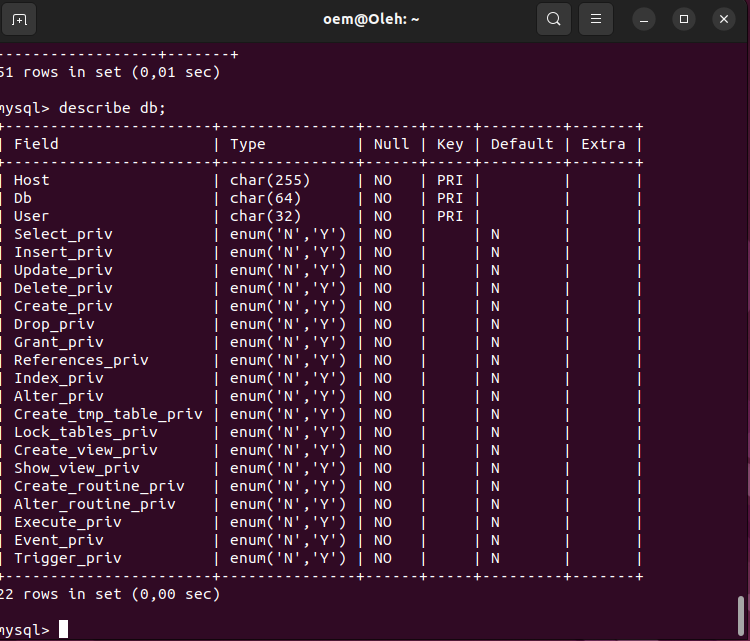 oem@Oleh: ~
------------------+-------+
51 rows in set (0,01 sec)
mysql> describe db;
+-----------------------+---------------+------+-----+---------+-------+
| Field                 | Type          | Null | Key | Default | Extra |
+-----------------------+---------------+------+-----+---------+-------+
| Host                  | char(255)     | NO   | PRI |         |       |
| Db                    | char(64)      | NO   | PRI |         |       |
| User                  | char(32)      | NO   | PRI |         |       |
| Select_priv           | enum('N','Y') | NO   |     | N       |       |
| Insert_priv           | enum('N','Y') | NO   |     | N       |       |
| Update_priv           | enum('N','Y') | NO   |     | N       |       |
| Delete_priv           | enum('N','Y') | NO   |     | N       |       |
| Create_priv           | enum('N','Y') | NO   |     | N       |       |
| Drop_priv             | enum('N','Y') | NO   |     | N       |       |
| Grant_priv            | enum('N','Y') | NO   |     | N       |       |
| References_priv       | enum('N','Y') | NO   |     | N       |       |
| Index_priv            | enum('N','Y') | NO   |     | N       |       |
| Alter_priv            | enum('N','Y') | NO   |     | N       |       |
| Create_tmp_table_priv | enum('N','Y') | NO   |     | N       |       |
| Lock_tables_priv      | enum('N','Y') | NO   |     | N       |       |
| Create_view_priv      | enum('N','Y') | NO   |     | N       |       |
| Show_view_priv        | enum('N','Y') | NO   |     | N       |       |
| Create_routine_priv   | enum('N','Y') | NO   |     | N       |       |
| Alter_routine_priv    | enum('N','Y') | NO   |     | N       |       |
| Execute_priv          | enum('N','Y') | NO   |     | N       |       |
| Event_priv            | enum('N','Y') | NO   |     | N       |       |
| Trigger_priv          | enum('N','Y') | NO   |     | N       |       |
+-----------------------+---------------+------+-----+---------+-------+
22 rows in set (0,00 sec)
mysql>